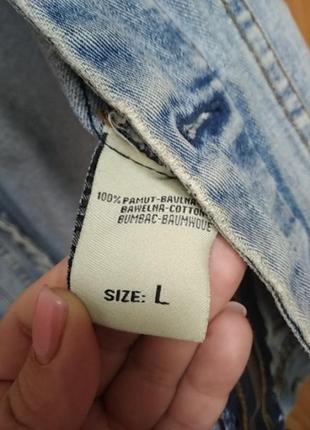 100% PAMUT-BAVLNA
BAWEŁNA-COTTON
BUMBAC-BAUMWOLLE
SIZE: L